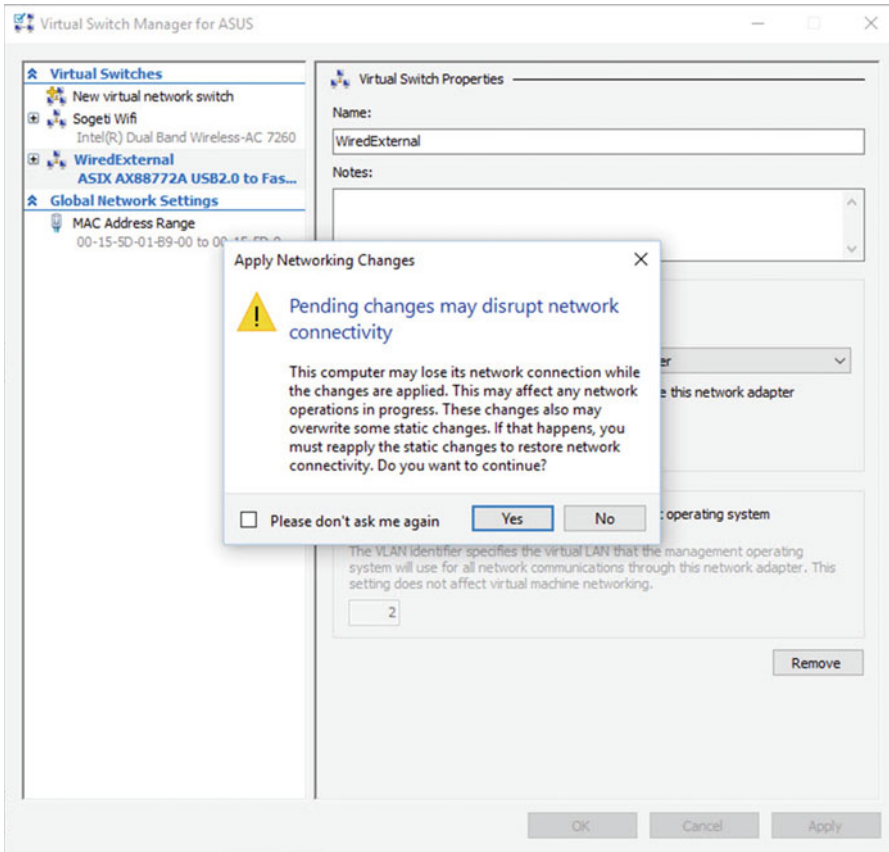 Virtual Switch Manager for ASUS
Virtual Switches
New virtual network switch
Sogeti Wifi
Intel(R) Dual Band Wireless-AC 7260
WiredExternal
ASIX AX88772A USB2.0 to Fas...
Global Network Settings
MAC Address Range
00-15-5D-01-B9-00 to
Virtual Switch Properties
Name:
WiredExternal
Notes:
er
this network adapter
operating system
The VLAN identifier specifies the virtual LAN that the management operating
system will use for all network communications through this network adapter. This
setting does not affect virtual machine networking.
2
Remove
OK Cancel Apply
Apply Networking Changes
Pending changes may disrupt network
connectivity
This computer may lose its network connection while
the changes are applied. This may affect any network
operations in progress. These changes also may
overwrite some static changes. If that happens, you
must reapply the static changes to restore network
connectivity. Do you want to continue?
Please don't ask me again Yes No